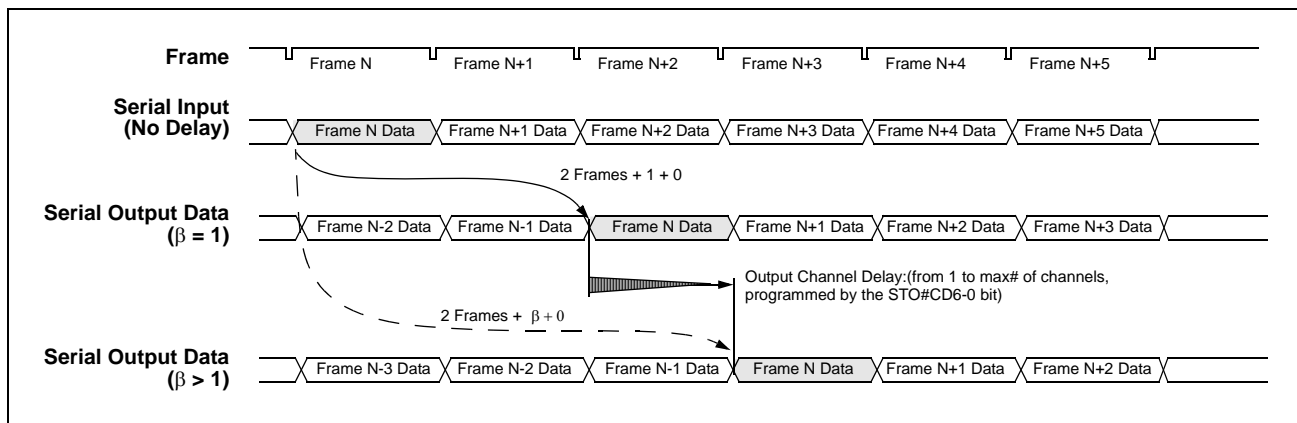 Frame
Frame N Frame N+1 Frame N+2 Frame N+3 Frame N+4 Frame N+5
Serial Input
(No Delay)
Frame N Data Frame N+1 Data Frame N+2 Data Frame N+3 Data Frame N+4 Data Frame N+5 Data
2 Frames + 1 + 0
Serial Output Data
(β = 1)
Frame N-2 Data Frame N-1 Data Frame N Data Frame N+1 Data Frame N+2 Data Frame N+3 Data
Output Channel Delay:(from 1 to max# of channels,
programmed by the STO#CD6-0 bit)
2 Frames + β + 0
Serial Output Data
(β > 1)
Frame N-3 Data Frame N-2 Data Frame N-1 Data Frame N Data Frame N+1 Data Frame N+2 Data